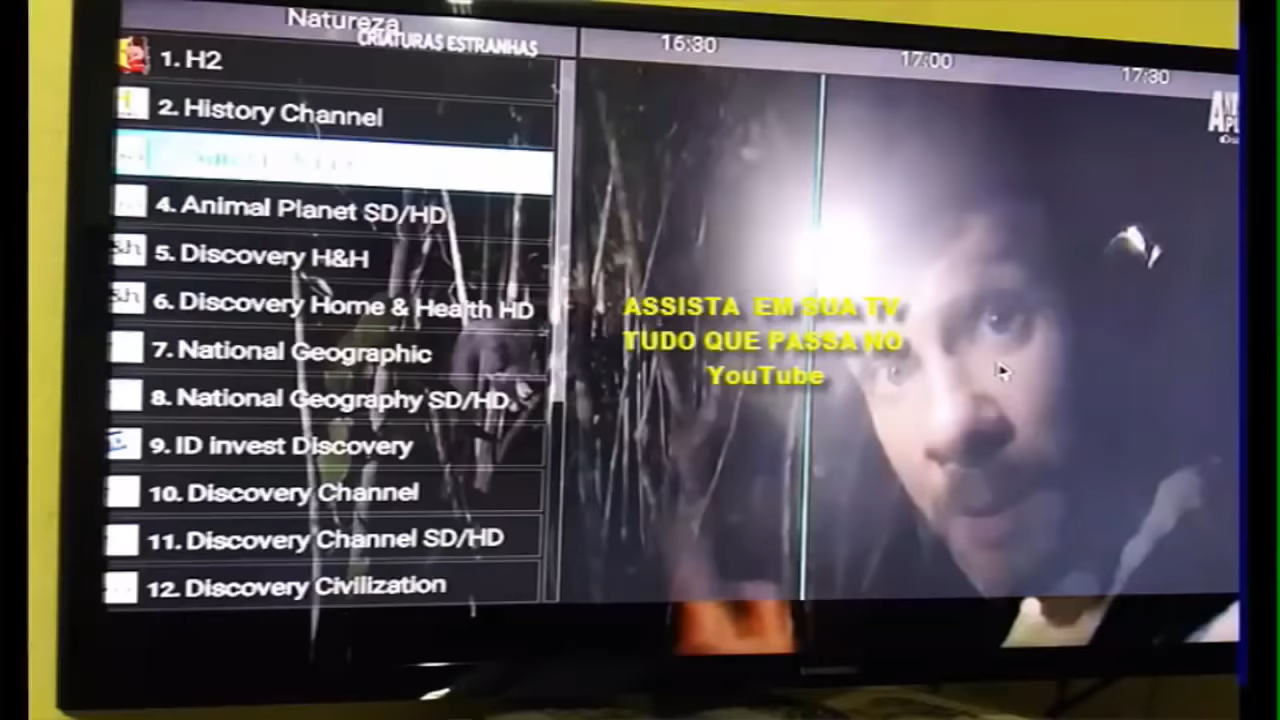 Natureza
CRIATURAS ESTRANHAS
16:30
17:00
17:30
1. H2
2. History Channel
4. Animal Planet SD/HD
5. Discovery H&H
6. Discovery Home & Health HD
7. National Geographic
8. National Geography SD/HD
9. ID invest Discovery
10. Discovery Channel
11. Discovery Channel SD/HD
12. Discovery Civilization
ASSISTA EM SUA TV
TUDO QUE PASSA NO
YouTube